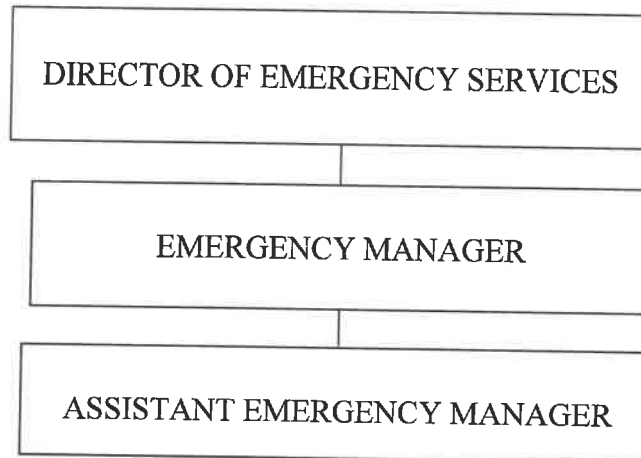 DIRECTOR OF EMERGENCY SERVICES
EMERGENCY MANAGER
ASSISTANT EMERGENCY MANAGER